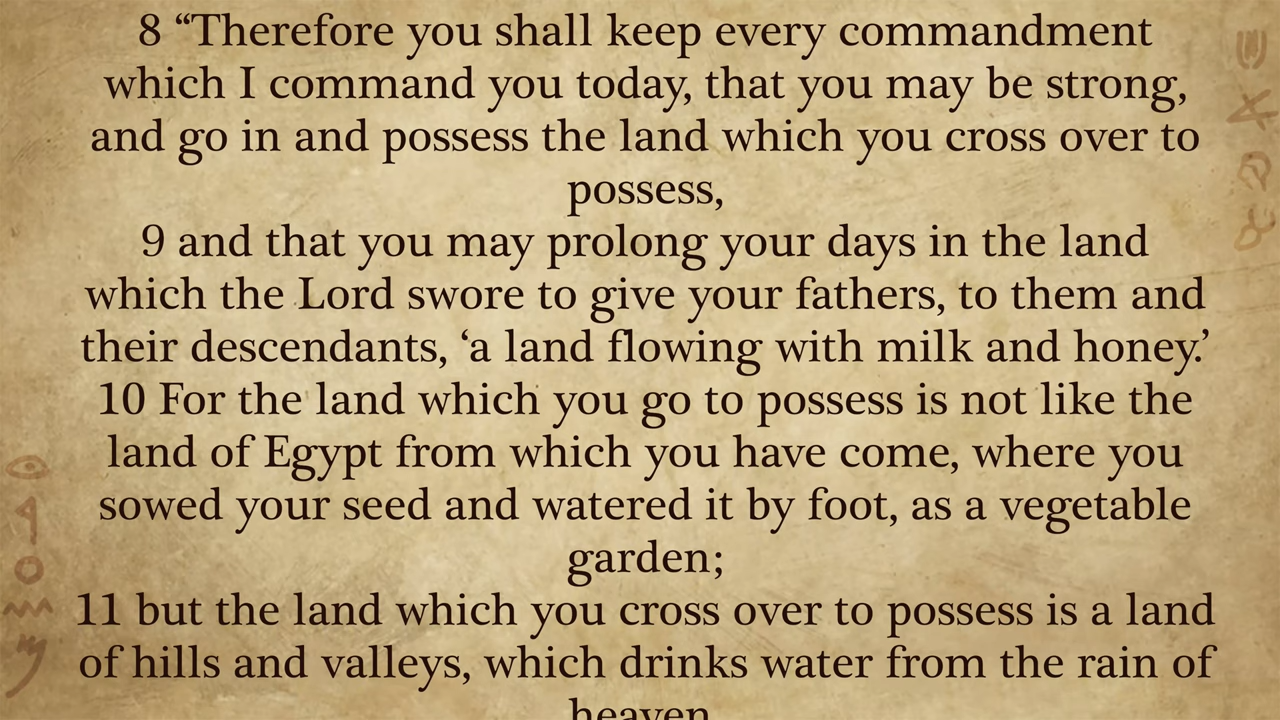 8 “Therefore you shall keep every commandment
which I command you today, that you may be strong,
and go in and possess the land which you cross over to
possess,
9 and that you may prolong your days in the land
which the Lord swore to give your fathers, to them and
their descendants, ‘a land flowing with milk and honey.’
10 For the land which you go to possess is not like the
land of Egypt from which you have come, where you
sowed your seed and watered it by foot, as a vegetable
garden;
11 but the land which you cross over to possess is a land
of hills and valleys, which drinks water from the rain of
heaven